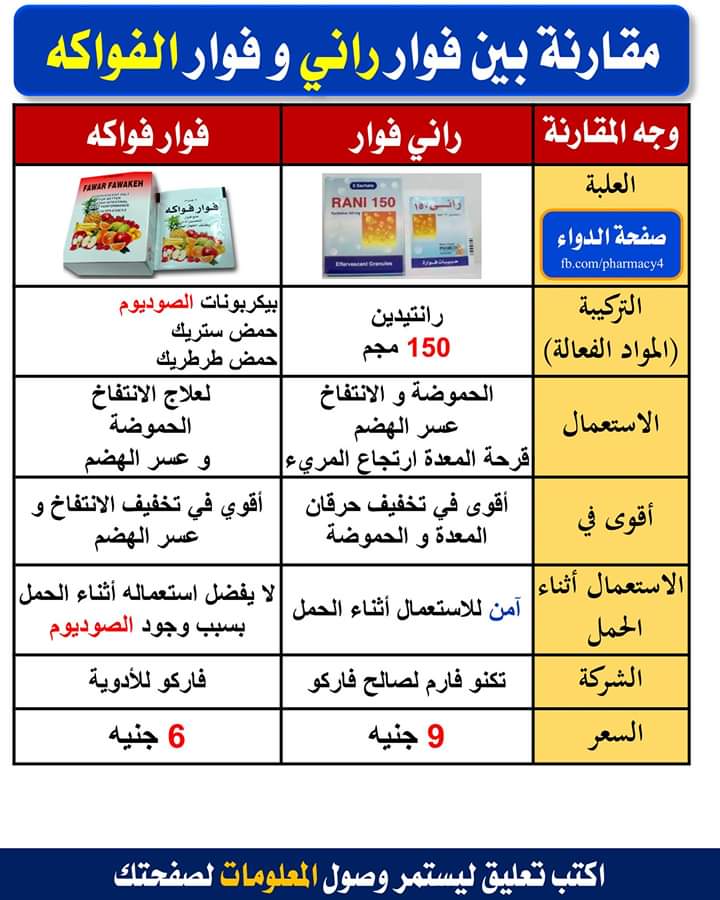 مقارنة بين فوار راني و فوار الفواكه
وجه المقارنة
راني فوار
فوار فواكه
العلبة
صفحة الدواء
fb.com/pharmacy4
RANI 150
Effervescent Granules
راني ١٥٠
حبيبات فوارة
FAWAR FAWAKEH
فوار فواكه
التركيبة
(المواد الفعالة)
رانتيدين
150 مجم
بيكربونات الصوديوم
حمض ستريك
حمض طرطريك
الاستعمال
الحموضة و الانتفاخ
عسر الهضم
قرحة المعدة ارتجاع المريء
لعلاج الانتفاخ
الحموضة
و عسر الهضم
أقوى في
أقوى في تخفيف حرقان
المعدة و الحموضة
أقوي في تخفيف الانتفاخ و
عسر الهضم
الاستعمال أثناء
الحمل
آمن للاستعمال أثناء الحمل
لا يفضل استعماله أثناء الحمل
بسبب وجود الصوديوم
الشركة
تكنو فارم لصالح فاركو
فاركو للأدوية
السعر
9 جنيه
6 جنيه
اكتب تعليق ليستمر وصول المعلومات لصفحتك